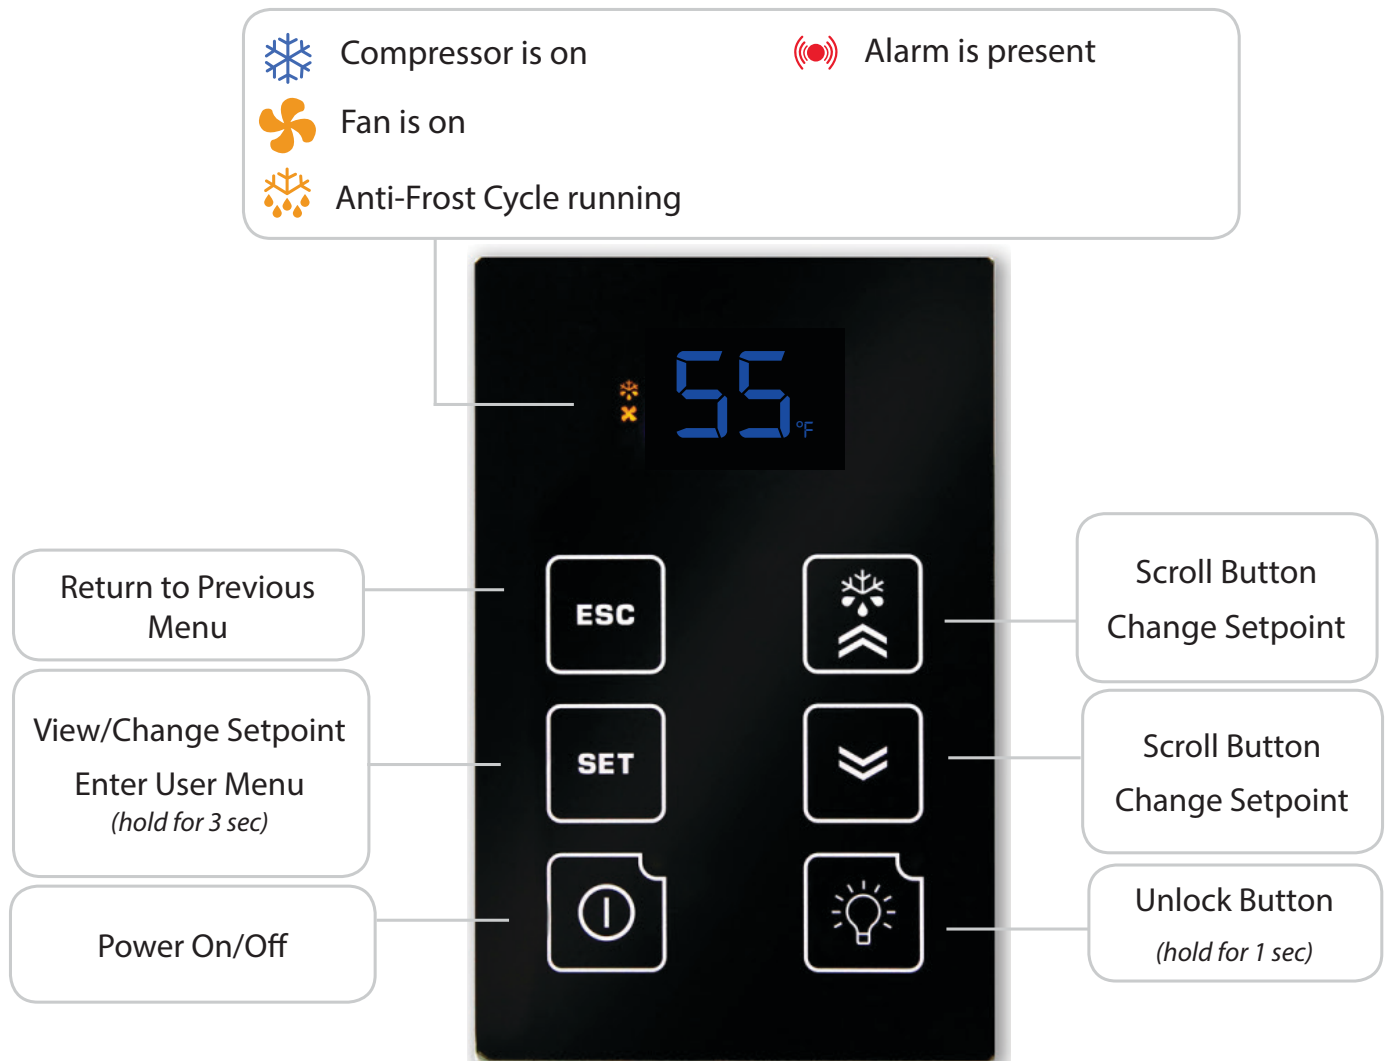 Compressor is on
Alarm is present
Fan is on
Anti-Frost Cycle running
55 °F
Return to Previous
Menu
ESC
Scroll Button
Change Setpoint
View/Change Setpoint
Enter User Menu
(hold for 3 sec)
SET
Scroll Button
Change Setpoint
Power On/Off
Unlock Button
(hold for 1 sec)